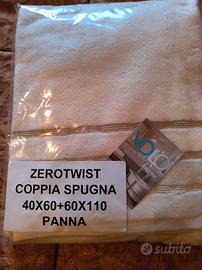 ZEROTWIST
COPPIA SPUGNA
40X60+60X110
PANNA
subito